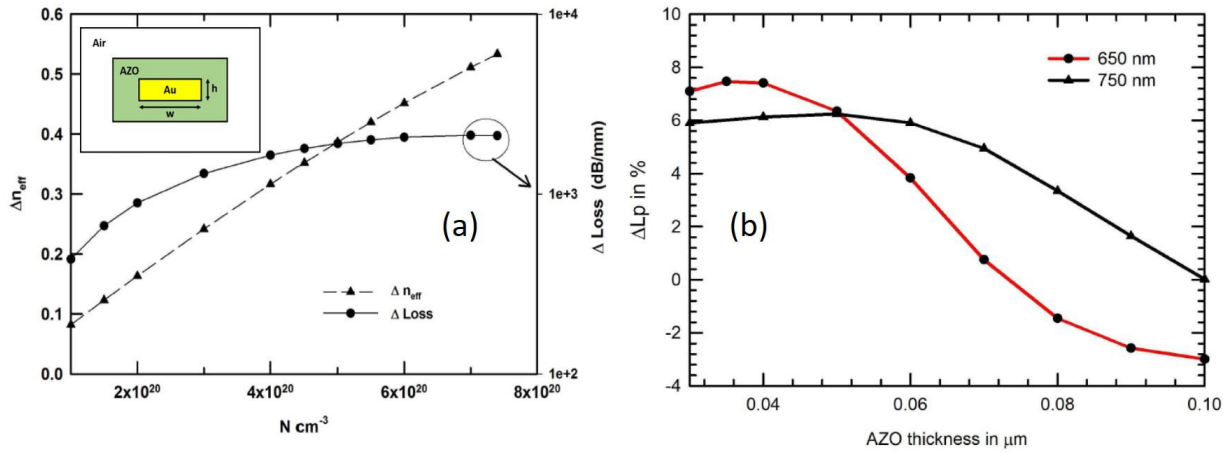 Δn_eff
0.6
0.5
0.4
0.3
0.2
0.1
0.0
Air
AZO
Au
h
w
(a)
Δ n_eff
Δ Loss
2x10^20
4x10^20
6x10^20
8x10^20
N cm^-3
1e+4
1e+3
1e+2
Δ Loss (dB/mm)
ΔLp in %
10
8
6
4
2
0
-2
-4
650 nm
750 nm
(b)
0.04
0.06
0.08
0.10
AZO thickness in μm